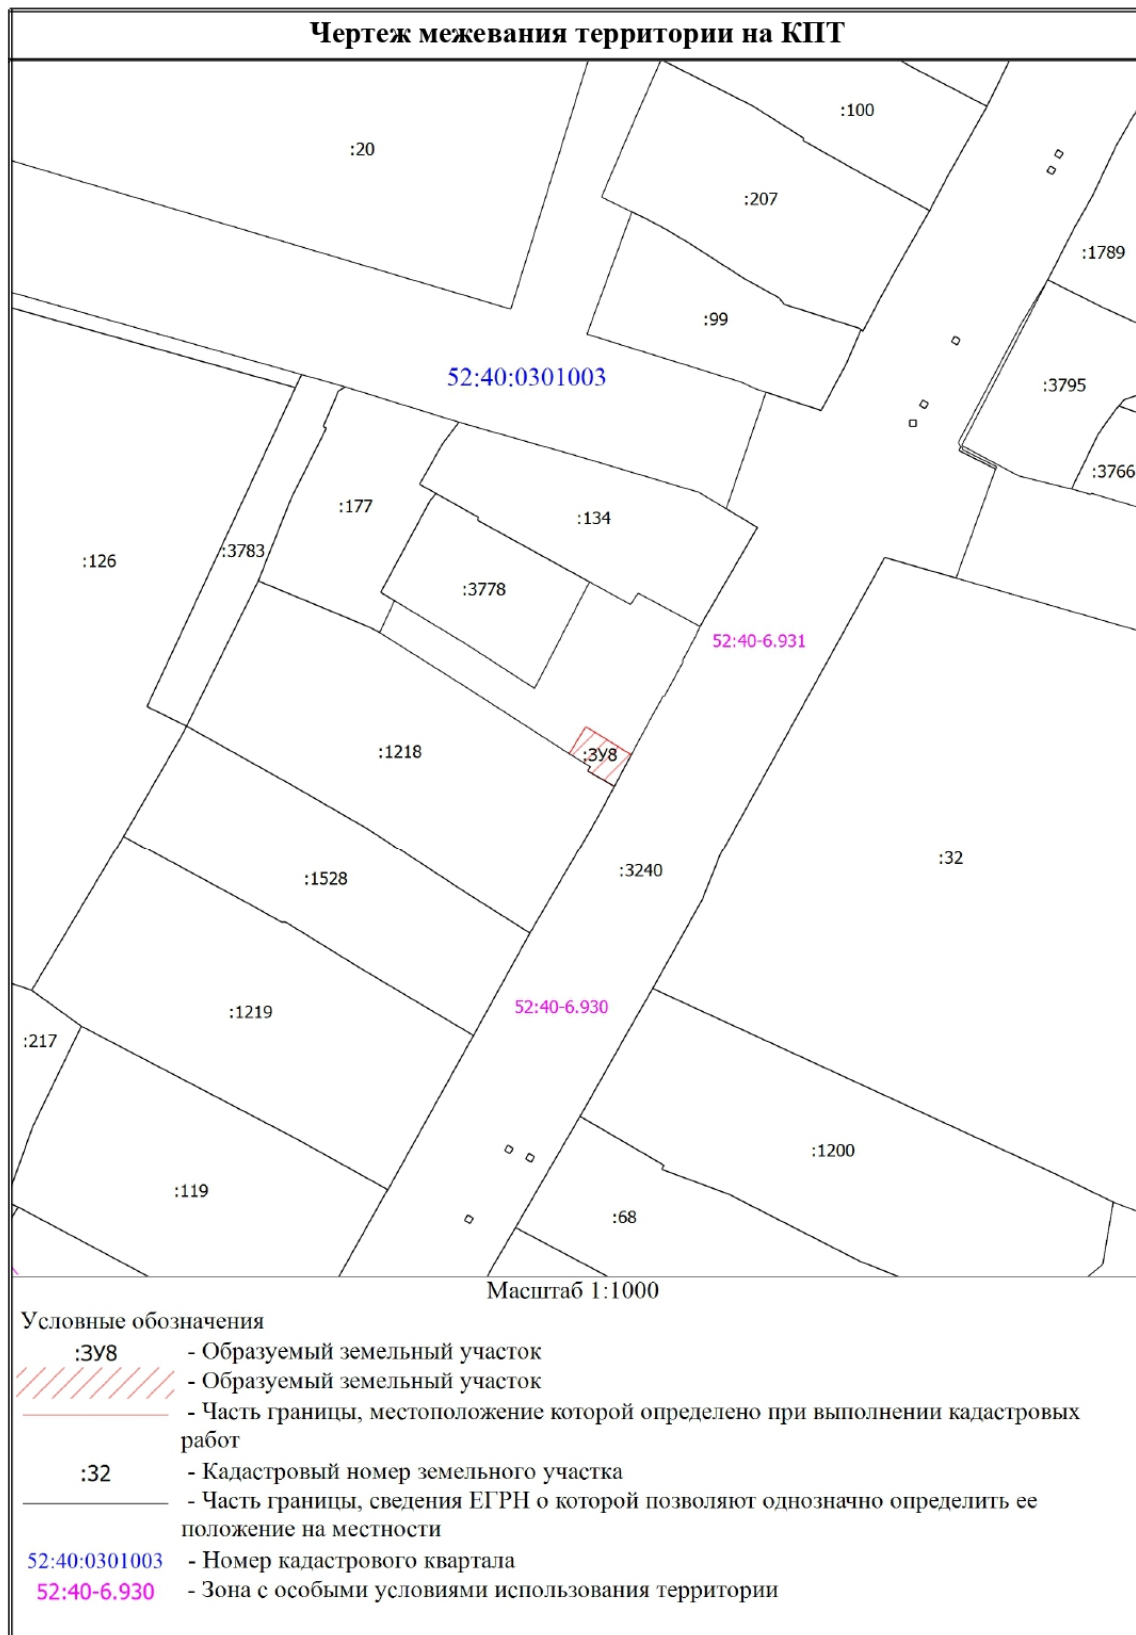 Чертеж межевания территории на КПТ
:100
:20
:207
:1789
:99
52:40:0301003
:3795
:3766
:177
:134
:3783
:126
:3778
52:40-6.931
:1218
:ЗУ8
:32
:3240
:1528
52:40-6.930
:1219
:217
:1200
:119
:68
Масштаб 1:1000
Условные обозначения
:ЗУ8 - Образуемый земельный участок
- Образуемый земельный участок
- Часть границы, местоположение которой определено при выполнении кадастровых
работ
:32 - Кадастровый номер земельного участка
- Часть границы, сведения ЕГРН о которой позволяют однозначно определить ее
положение на местности
52:40:0301003 - Номер кадастрового квартала
52:40-6.930 - Зона с особыми условиями использования территории